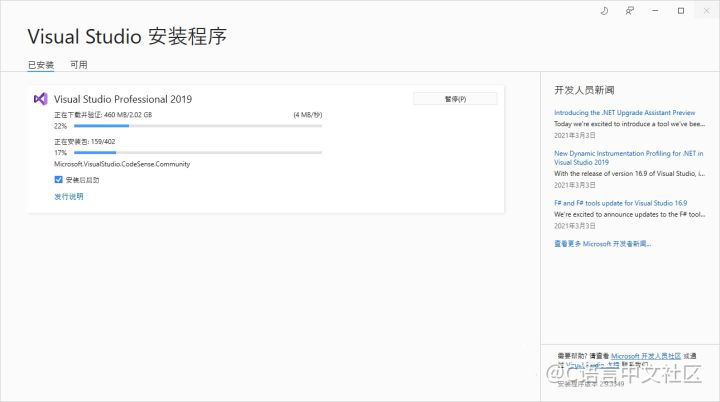 Visual Studio 安装程序
已安装 可用
Visual Studio Professional 2019
暂停(P)
正在下载并验证: 460 MB/2.02 GB (4 MB/秒)
22%
正在安装包: 159/402
17%
Microsoft.VisualStudio.CodeSense.Community
安装后启动
发行说明
开发人员新闻
Introducing the .NET Upgrade Assistant Preview
Today we're excited to introduce a tool we've bee...
2021年3月3日
New Dynamic Instrumentation Profiling for .NET in
Visual Studio 2019
With the release of version 16.9 of Visual Studio, i...
2021年3月3日
F# and F# tools update for Visual Studio 16.9
We're excited to announce updates to the F# tool...
2021年3月3日
查看更多 Microsoft 开发者新闻...
需要帮助? 请查看 Microsoft 开发人员社区 或通
过 Visual Studio 支持 联系我们
@C语言中文社区
安装程序版本 2.9.3349